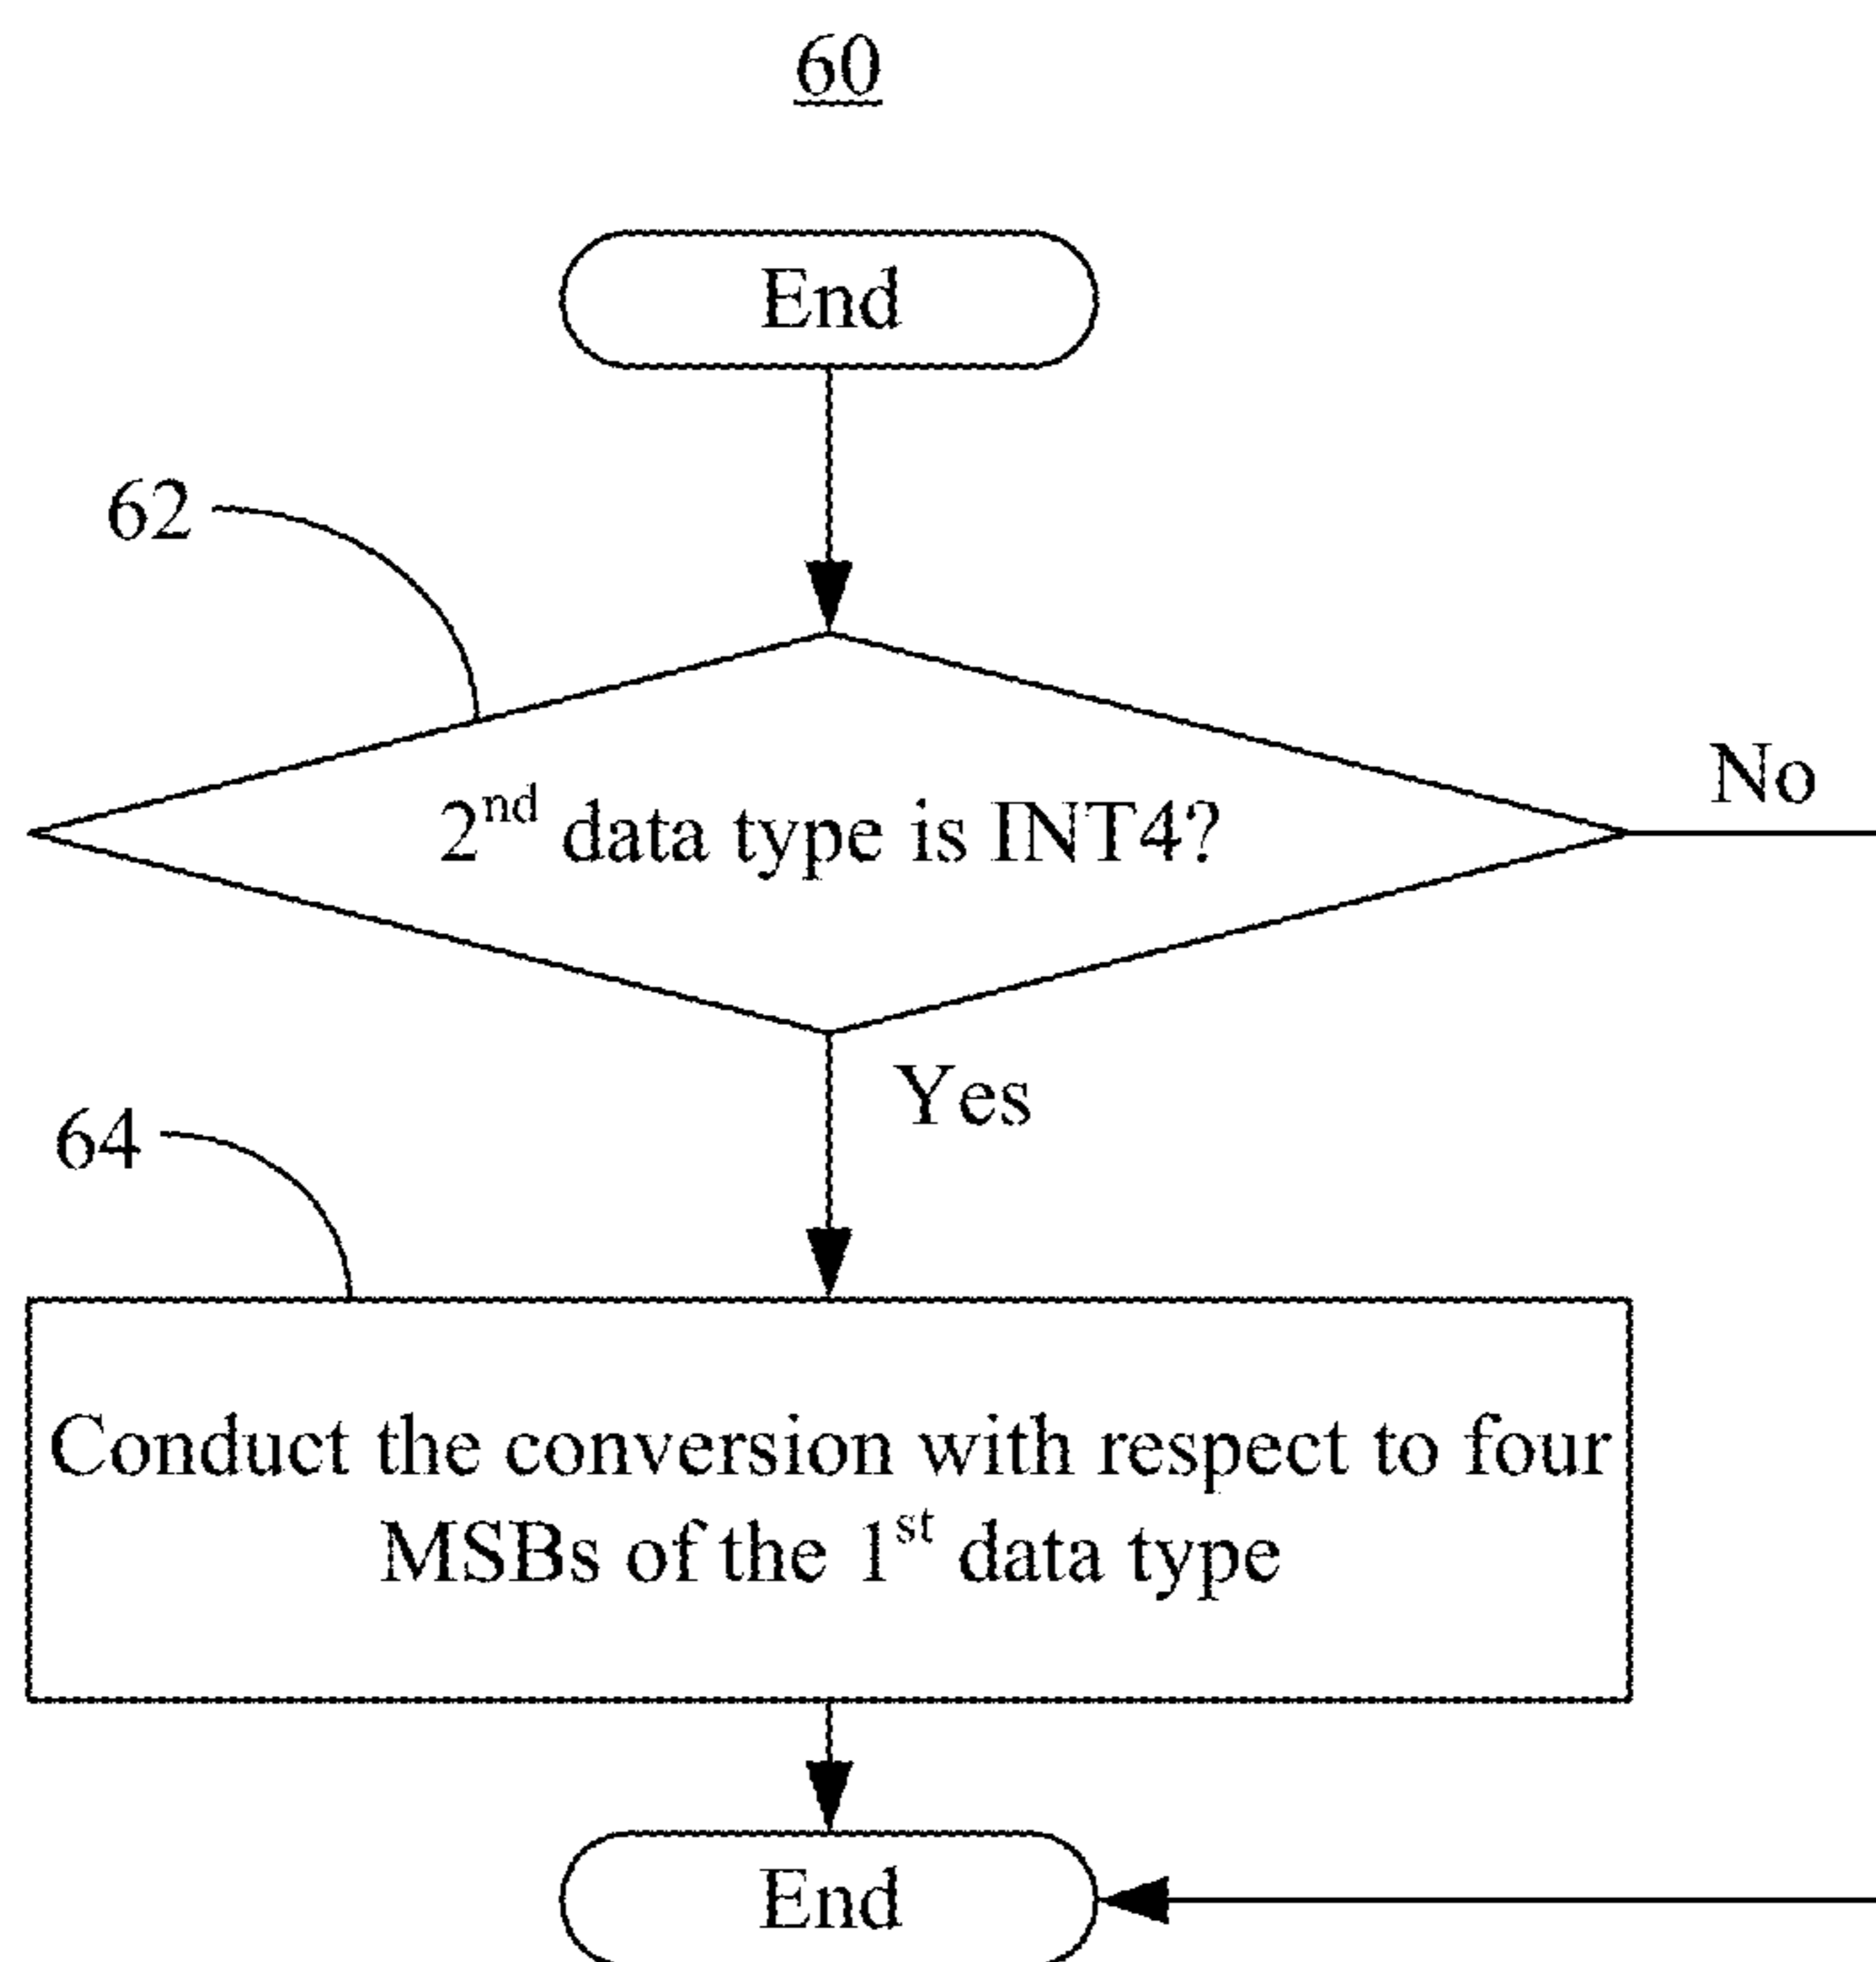 60
End
62
2nd data type is INT4?
No
Yes
64
Conduct the conversion with respect to four
MSBs of the 1st data type
End